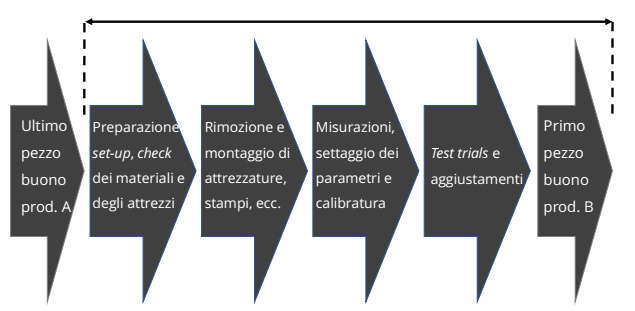 Ultimo
pezzo
buono
prod. A
Preparazione
set-up, check
dei materiali e
degli attrezzi
Rimozione e
montaggio di
attrezzature,
stampi, ecc.
Misurazioni,
settaggio dei
parametri e
calibratura
Test trials e
aggiustamenti
Primo
pezzo
buono
prod. B